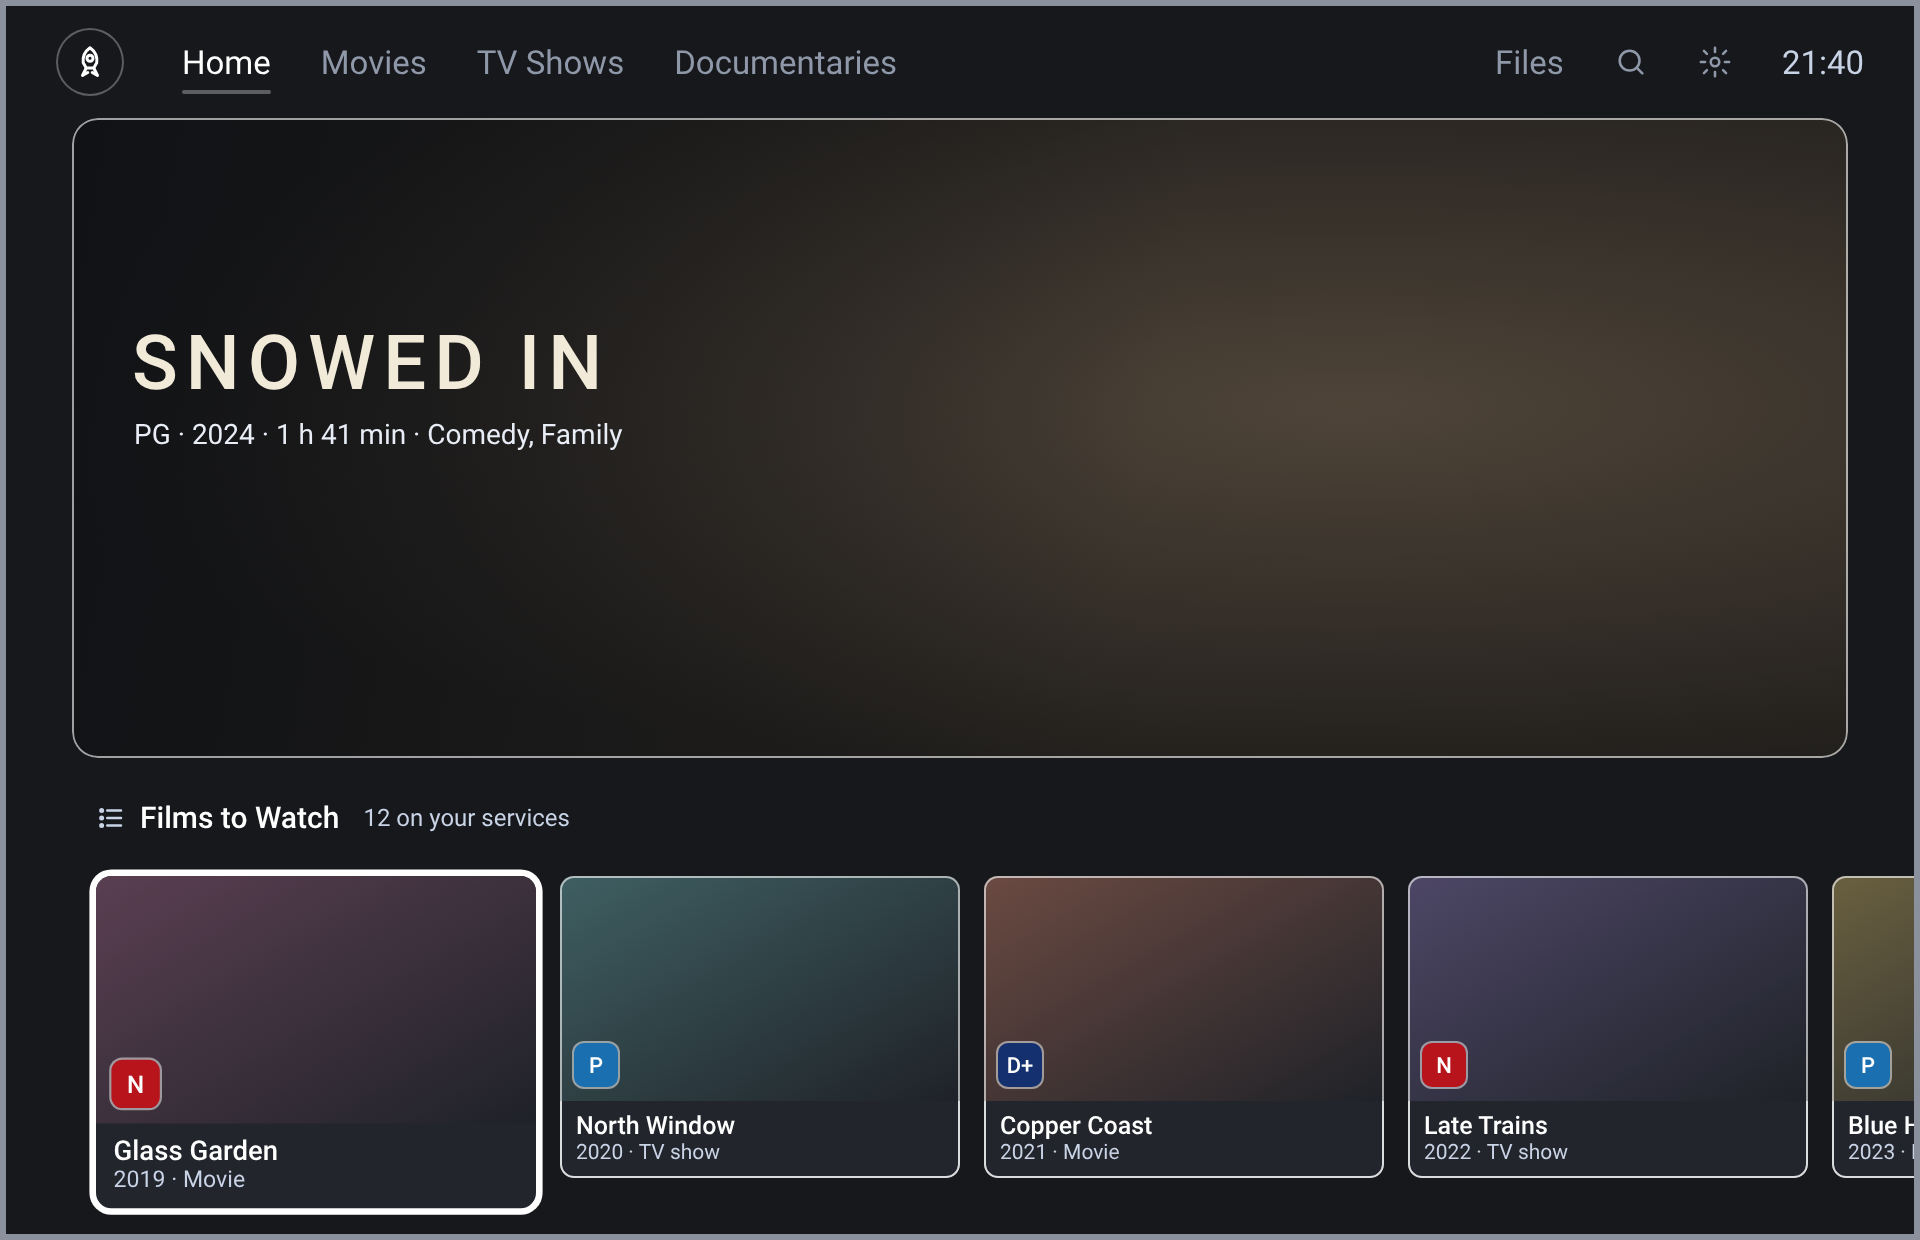 Home Movies TV Shows Documentaries Files 21:40
SNOWED IN
PG · 2024 · 1 h 41 min · Comedy, Family
Films to Watch 12 on your services
N
Glass Garden
2019 · Movie
P
North Window
2020 · TV show
D+
Copper Coast
2021 · Movie
N
Late Trains
2022 · TV show
P
Blue
2023 ·